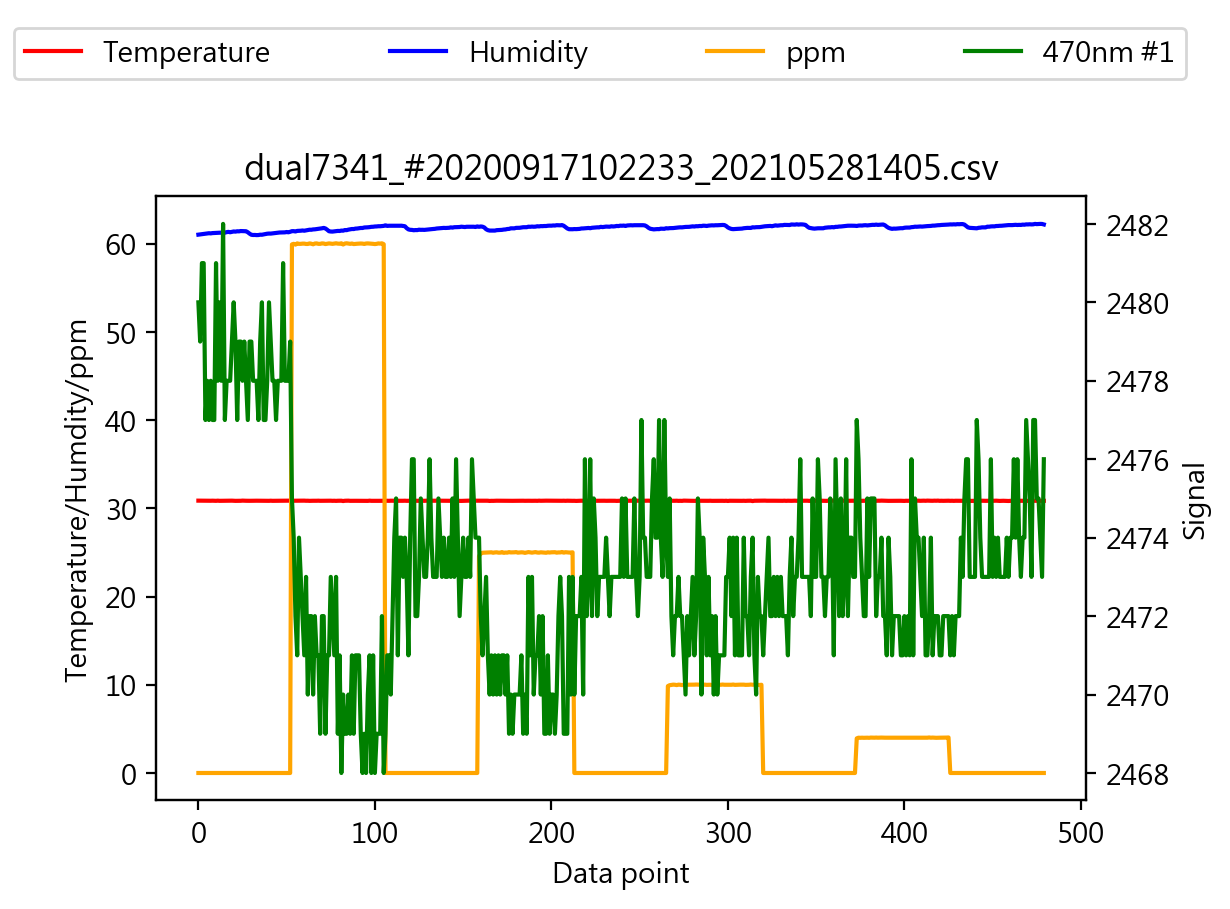 Temperature Humidity ppm 470nm #1
dual7341_#20200917102233_202105281405.csv
Temperature/Humdity/ppm
60
50
40
30
20
10
0
2482
2480
2478
2476
2474
2472
2470
2468
Signal
0 100 200 300 400 500
Data point